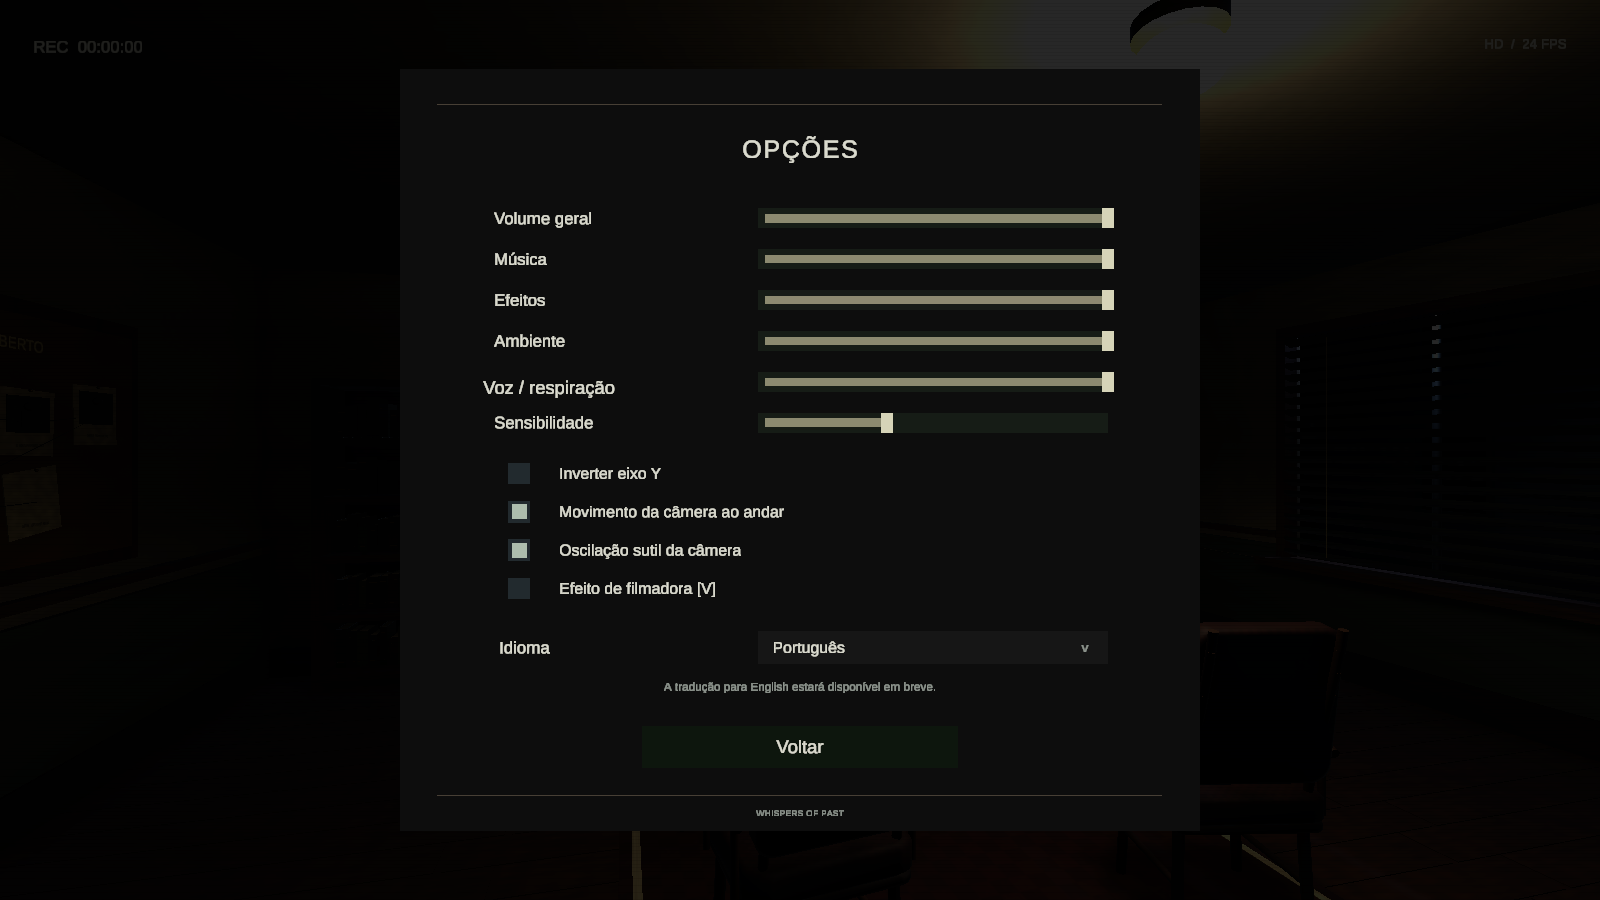 REC 00:00:00
HD / 24 FPS
OPÇÕES
Volume geral
Música
Efeitos
Ambiente
Voz / respiração
Sensibilidade
Inverter eixo Y
Movimento da câmera ao andar
Oscilação sutil da câmera
Efeito de filmadora [V]
Idioma
Português v
A tradução para English estará disponível em breve.
Voltar
WHISPERS OF PAST
BERTO